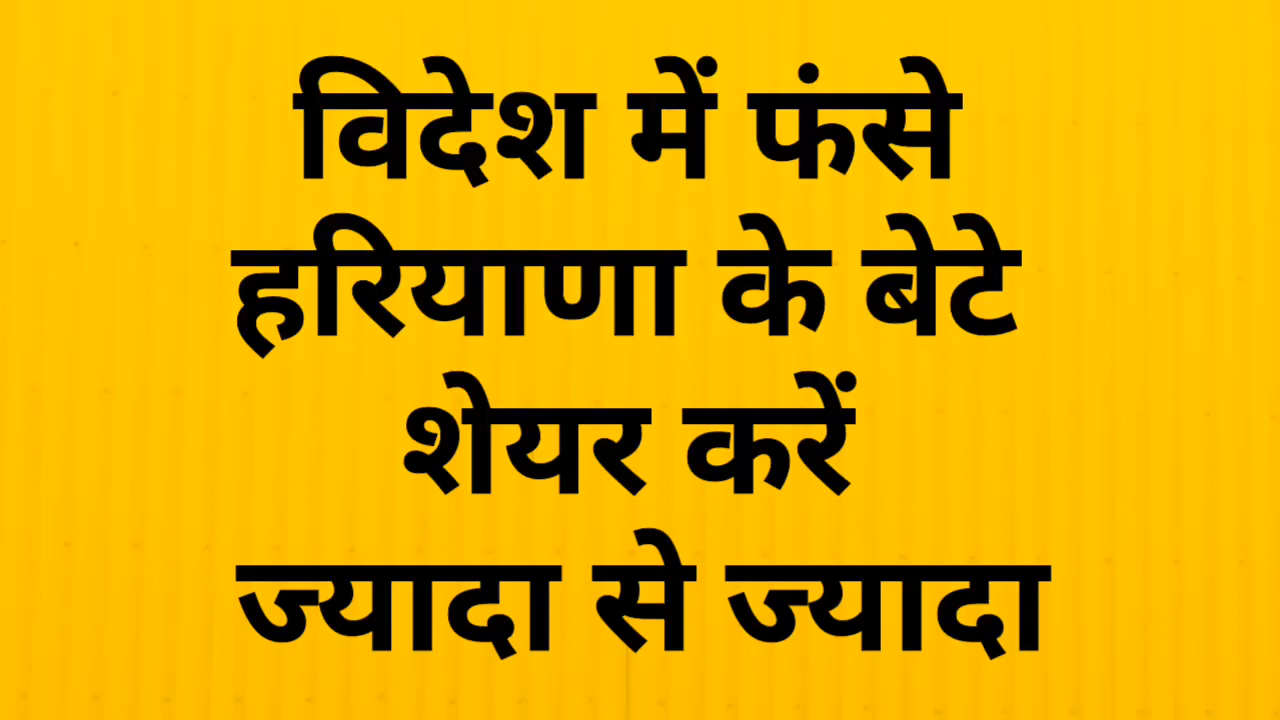 विदेश में फंसे
हरियाणा के बेटे
शेयर करें
ज्यादा से ज्यादा